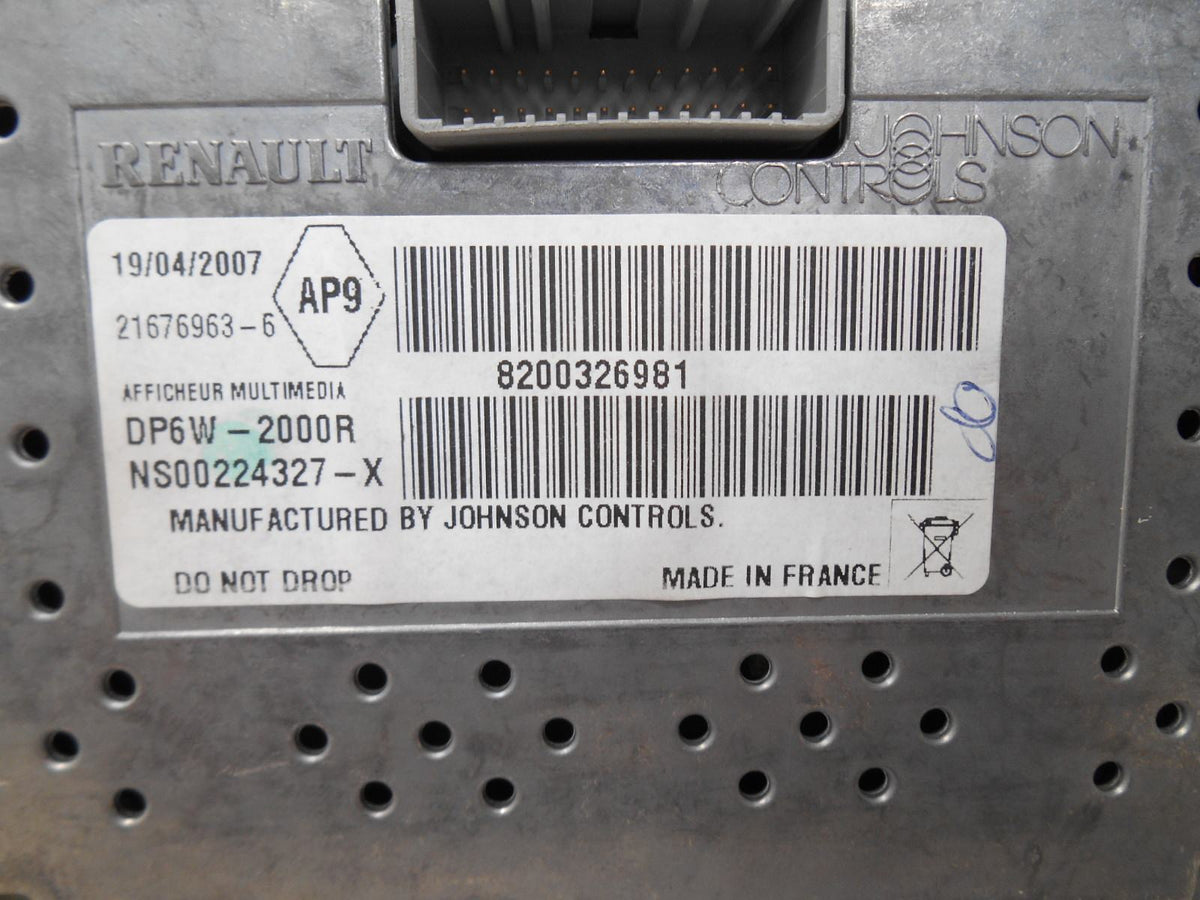 RENAULT
JOHNSON
CONTROLS
19/04/2007
AP9
21676963-6
8200326981
AFFICHEUR MULTIMEDIA
DP6W-2000R
NS00224327-X
MANUFACTURED BY JOHNSON CONTROLS.
DO NOT DROP
MADE IN FRANCE